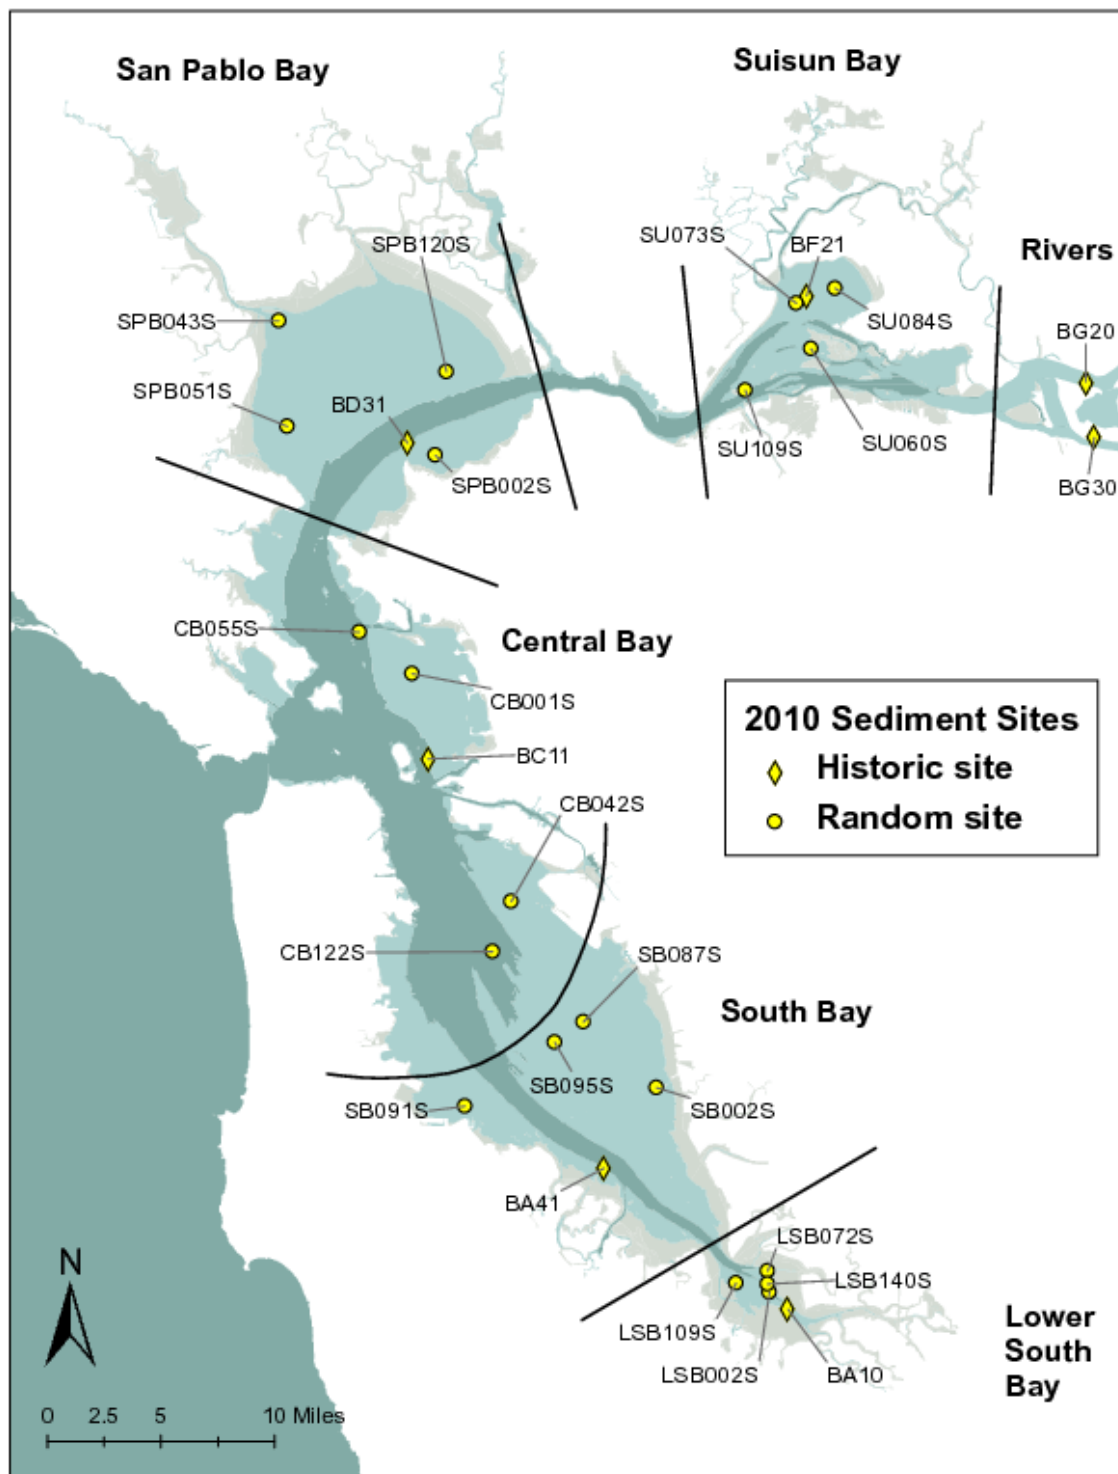 San Pablo Bay
Suisun Bay
SPB120S
SU073S
BF21
Rivers
SPB043S
SU084S
BG20
SPB051S
BD31
SU109S
SU060S
SPB002S
BG30
CB055S
Central Bay
CB001S
BC11
2010 Sediment Sites
Historic site
Random site
CB042S
CB122S
SB087S
South Bay
SB095S
SB091S
SB002S
BA41
LSB072S
LSB140S
LSB109S
LSB002S
BA10
Lower
South
Bay
N
0 2.5 5 10 Miles